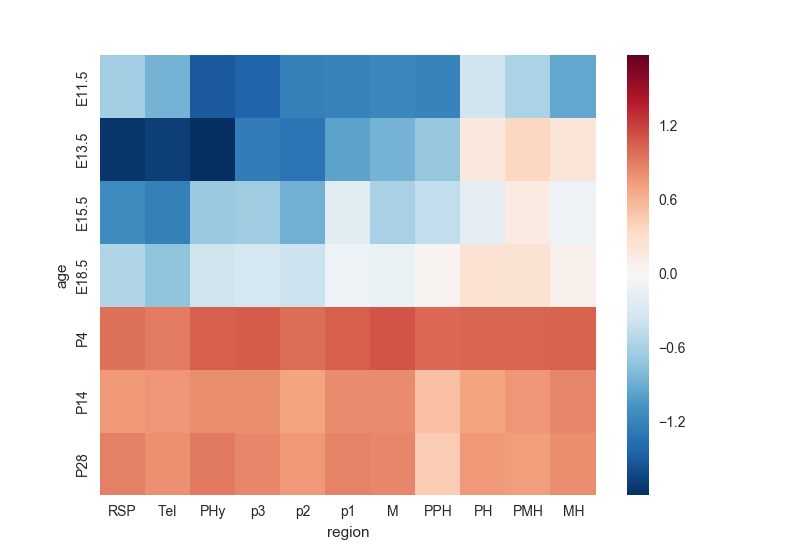 E11.5
E13.5
E15.5
E18.5
P4
P14
P28
age
RSP Tel PHy p3 p2 p1 M PPH PH PMH MH
region
1.2
0.6
0.0
−0.6
−1.2